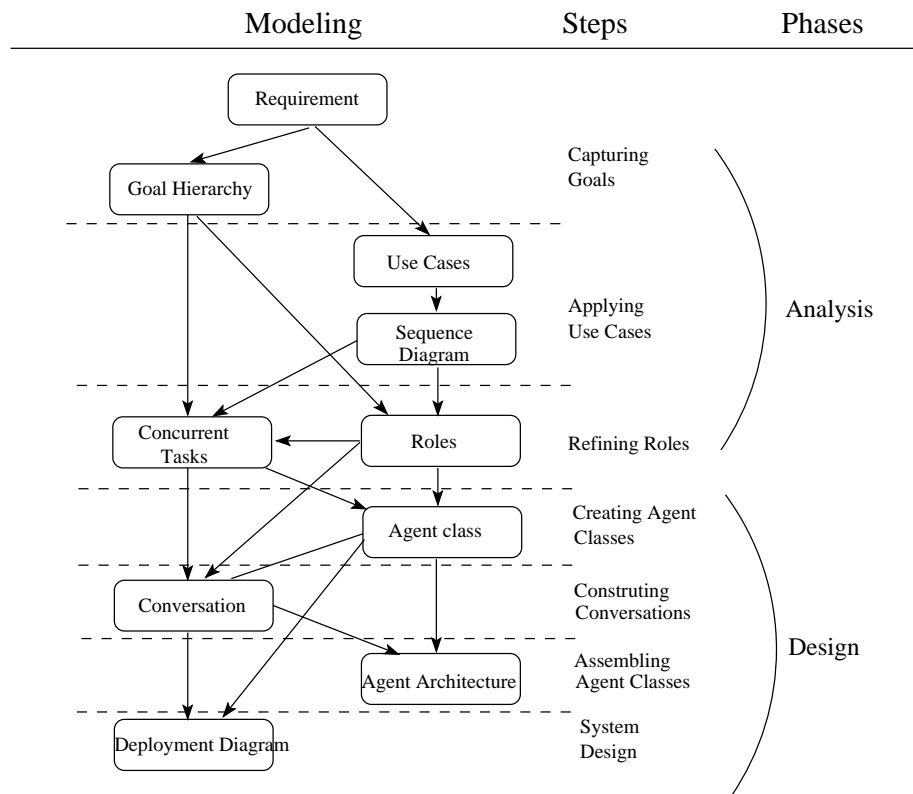 Modeling Steps Phases
Requirement
Capturing
Goals
Goal Hierarchy
Use Cases
Applying
Use Cases
Analysis
Sequence
Diagram
Concurrent
Tasks
Roles
Refining Roles
Agent class
Creating Agent
Classes
Conversation
Construting
Conversations
Design
Agent Architecture
Assembling
Agent Classes
Deployment Diagram
System
Design